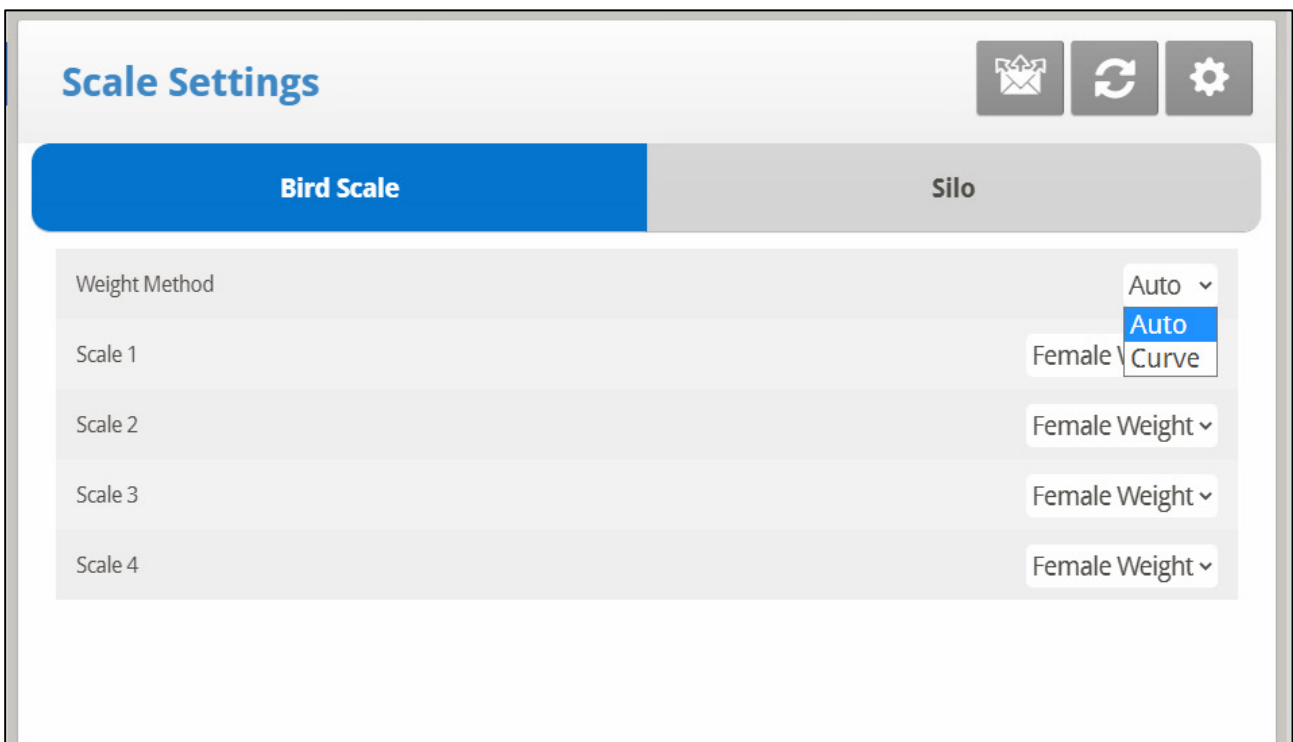 Scale Settings
Bird Scale Silo
Weight Method Auto
Auto
Scale 1 Female
Curve
Scale 2 Female Weight
Scale 3 Female Weight
Scale 4 Female Weight